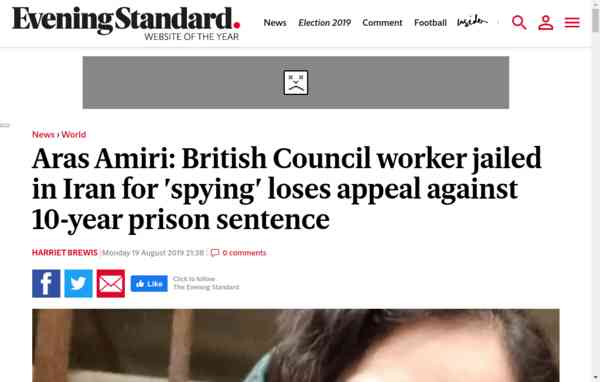 Evening Standard.
WEBSITE OF THE YEAR
News Election 2019 Comment Football Insider
News › World
Aras Amiri: British Council worker jailed
in Iran for 'spying' loses appeal against
10-year prison sentence
HARRIET BREWIS | Monday 19 August 2019 21:38 | 0 comments
Like
Click to follow
The Evening Standard